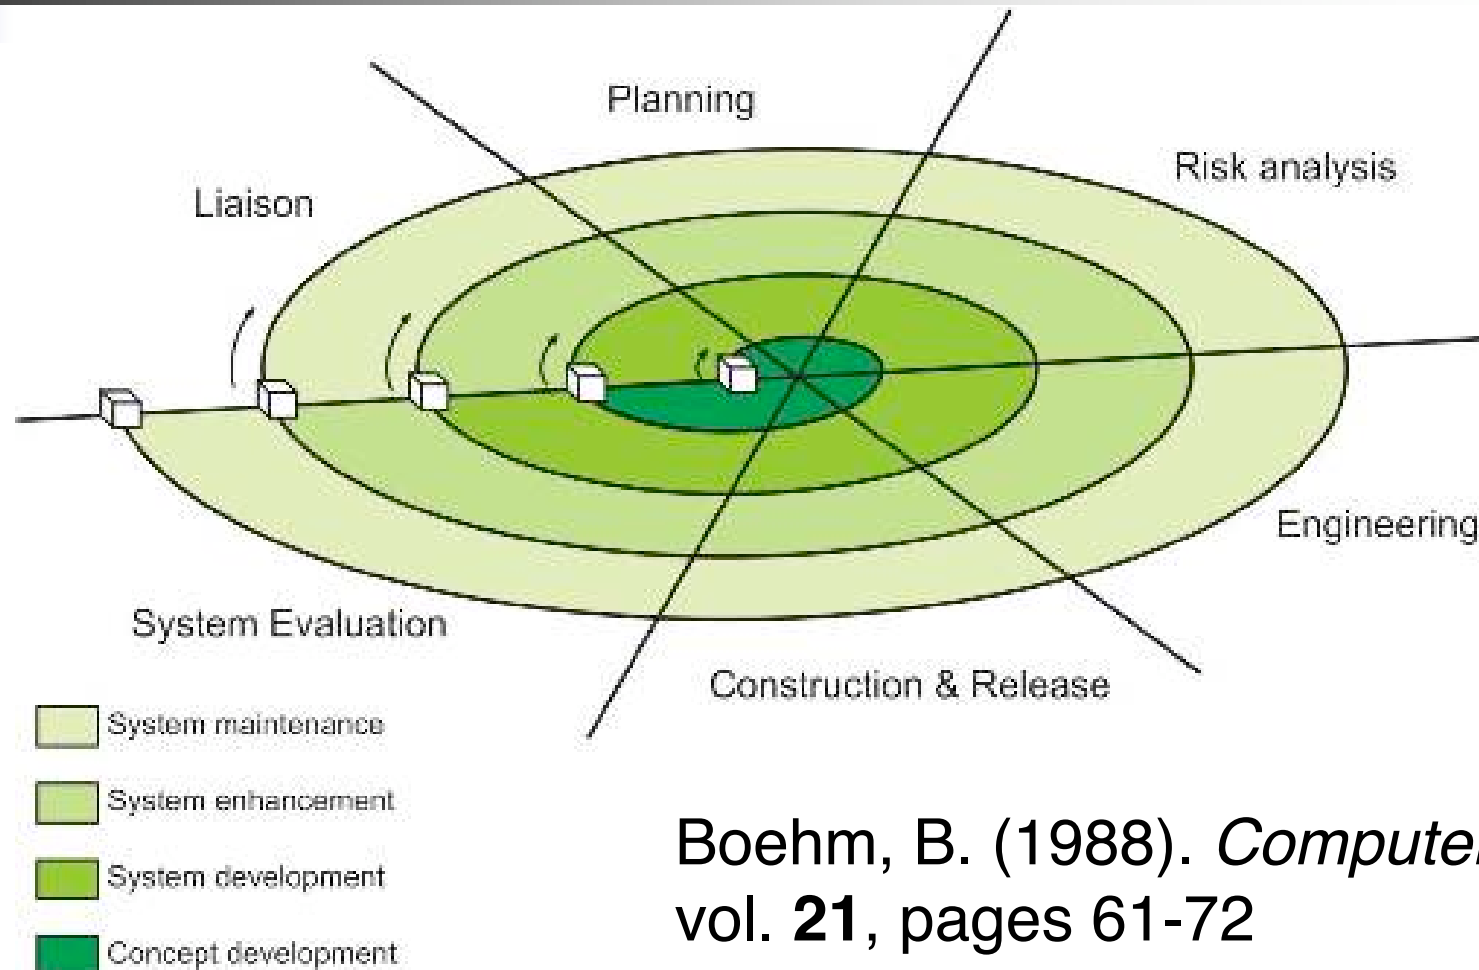 Planning
Risk analysis
Liaison
Engineering
System Evaluation
Construction & Release
System maintenance
System enhancement
System development
Concept development
Boehm, B. (1988). Computer
vol. 21, pages 61-72